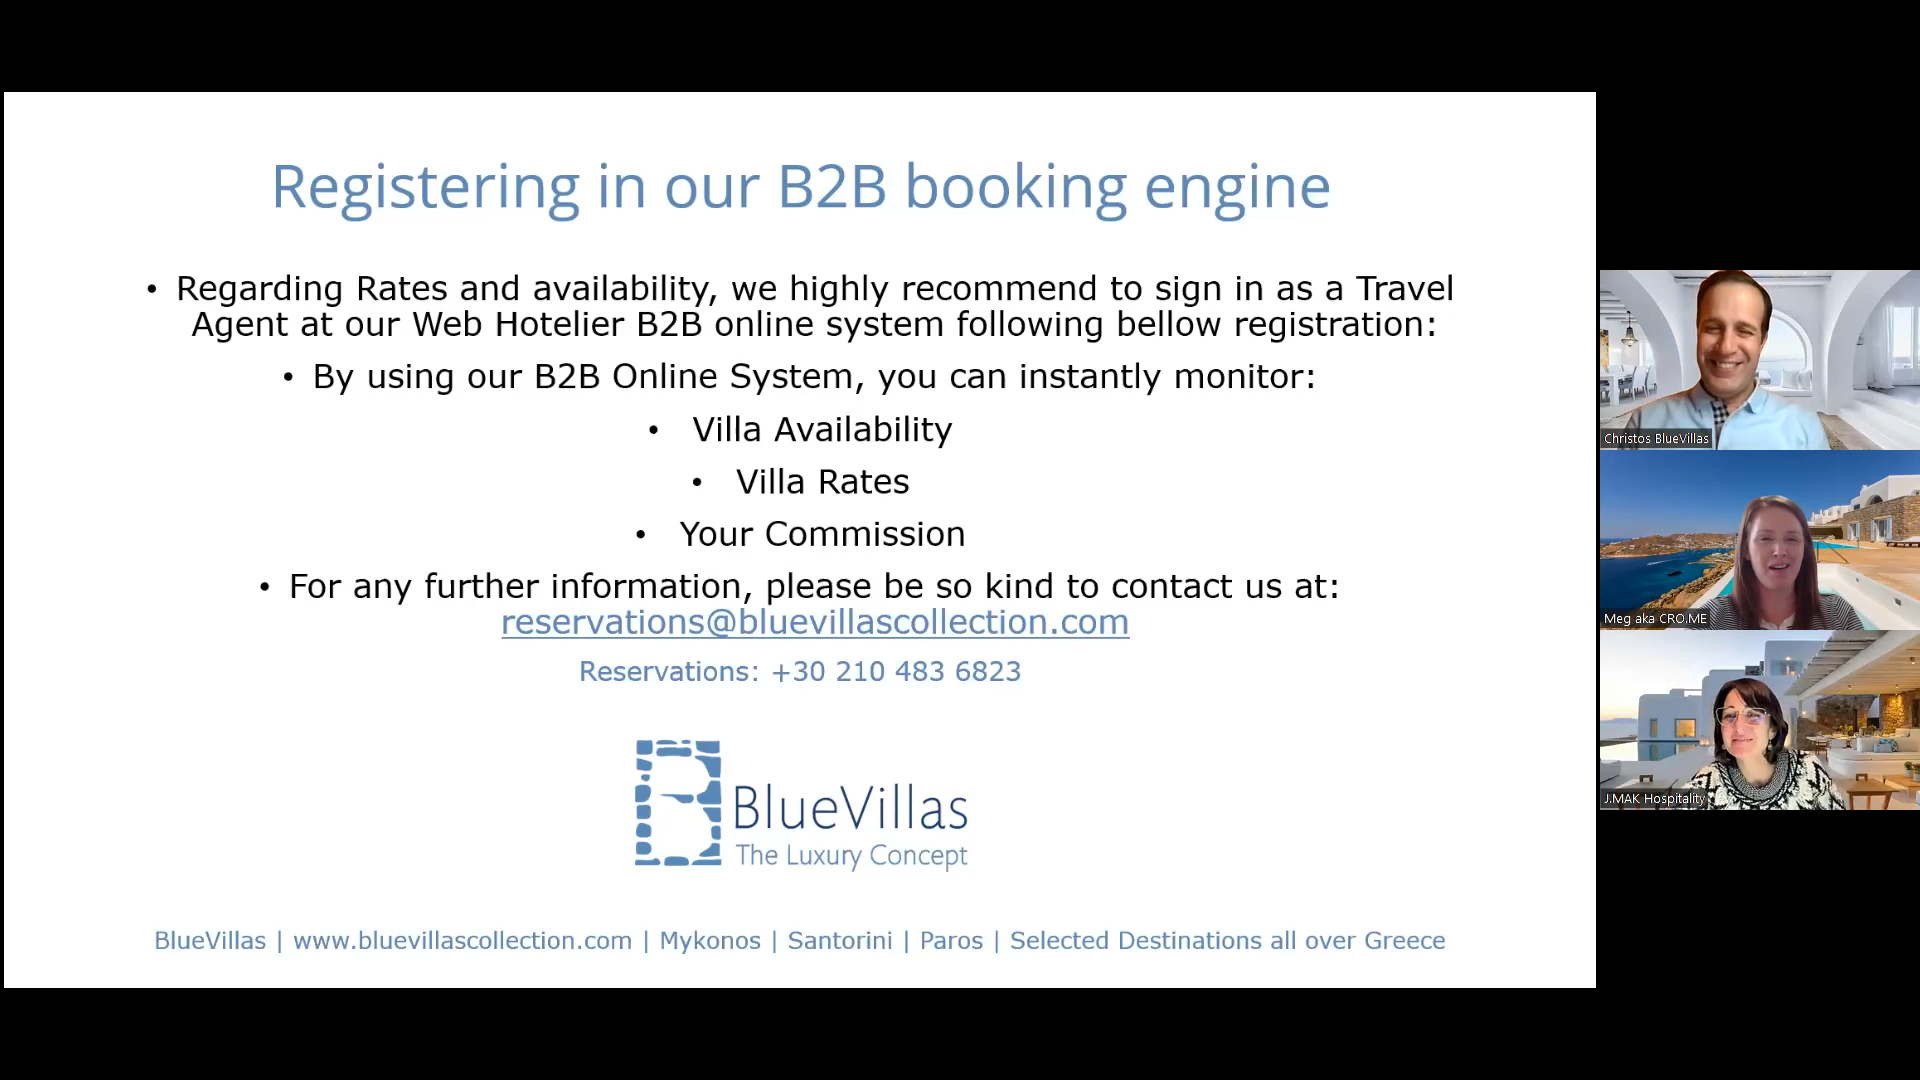 Registering in our B2B booking engine
• Regarding Rates and availability, we highly recommend to sign in as a Travel
Agent at our Web Hotelier B2B online system following bellow registration:
• By using our B2B Online System, you can instantly monitor:
• Villa Availability
• Villa Rates
• Your Commission
• For any further information, please be so kind to contact us at:
reservations@bluevillascollection.com
Reservations: +30 210 483 6823
BlueVillas
The Luxury Concept
BlueVillas | www.bluevillascollection.com | Mykonos | Santorini | Paros | Selected Destinations all over Greece
Christos BlueVillas
Meg aka CRO.ME
J.MAK Hospitality